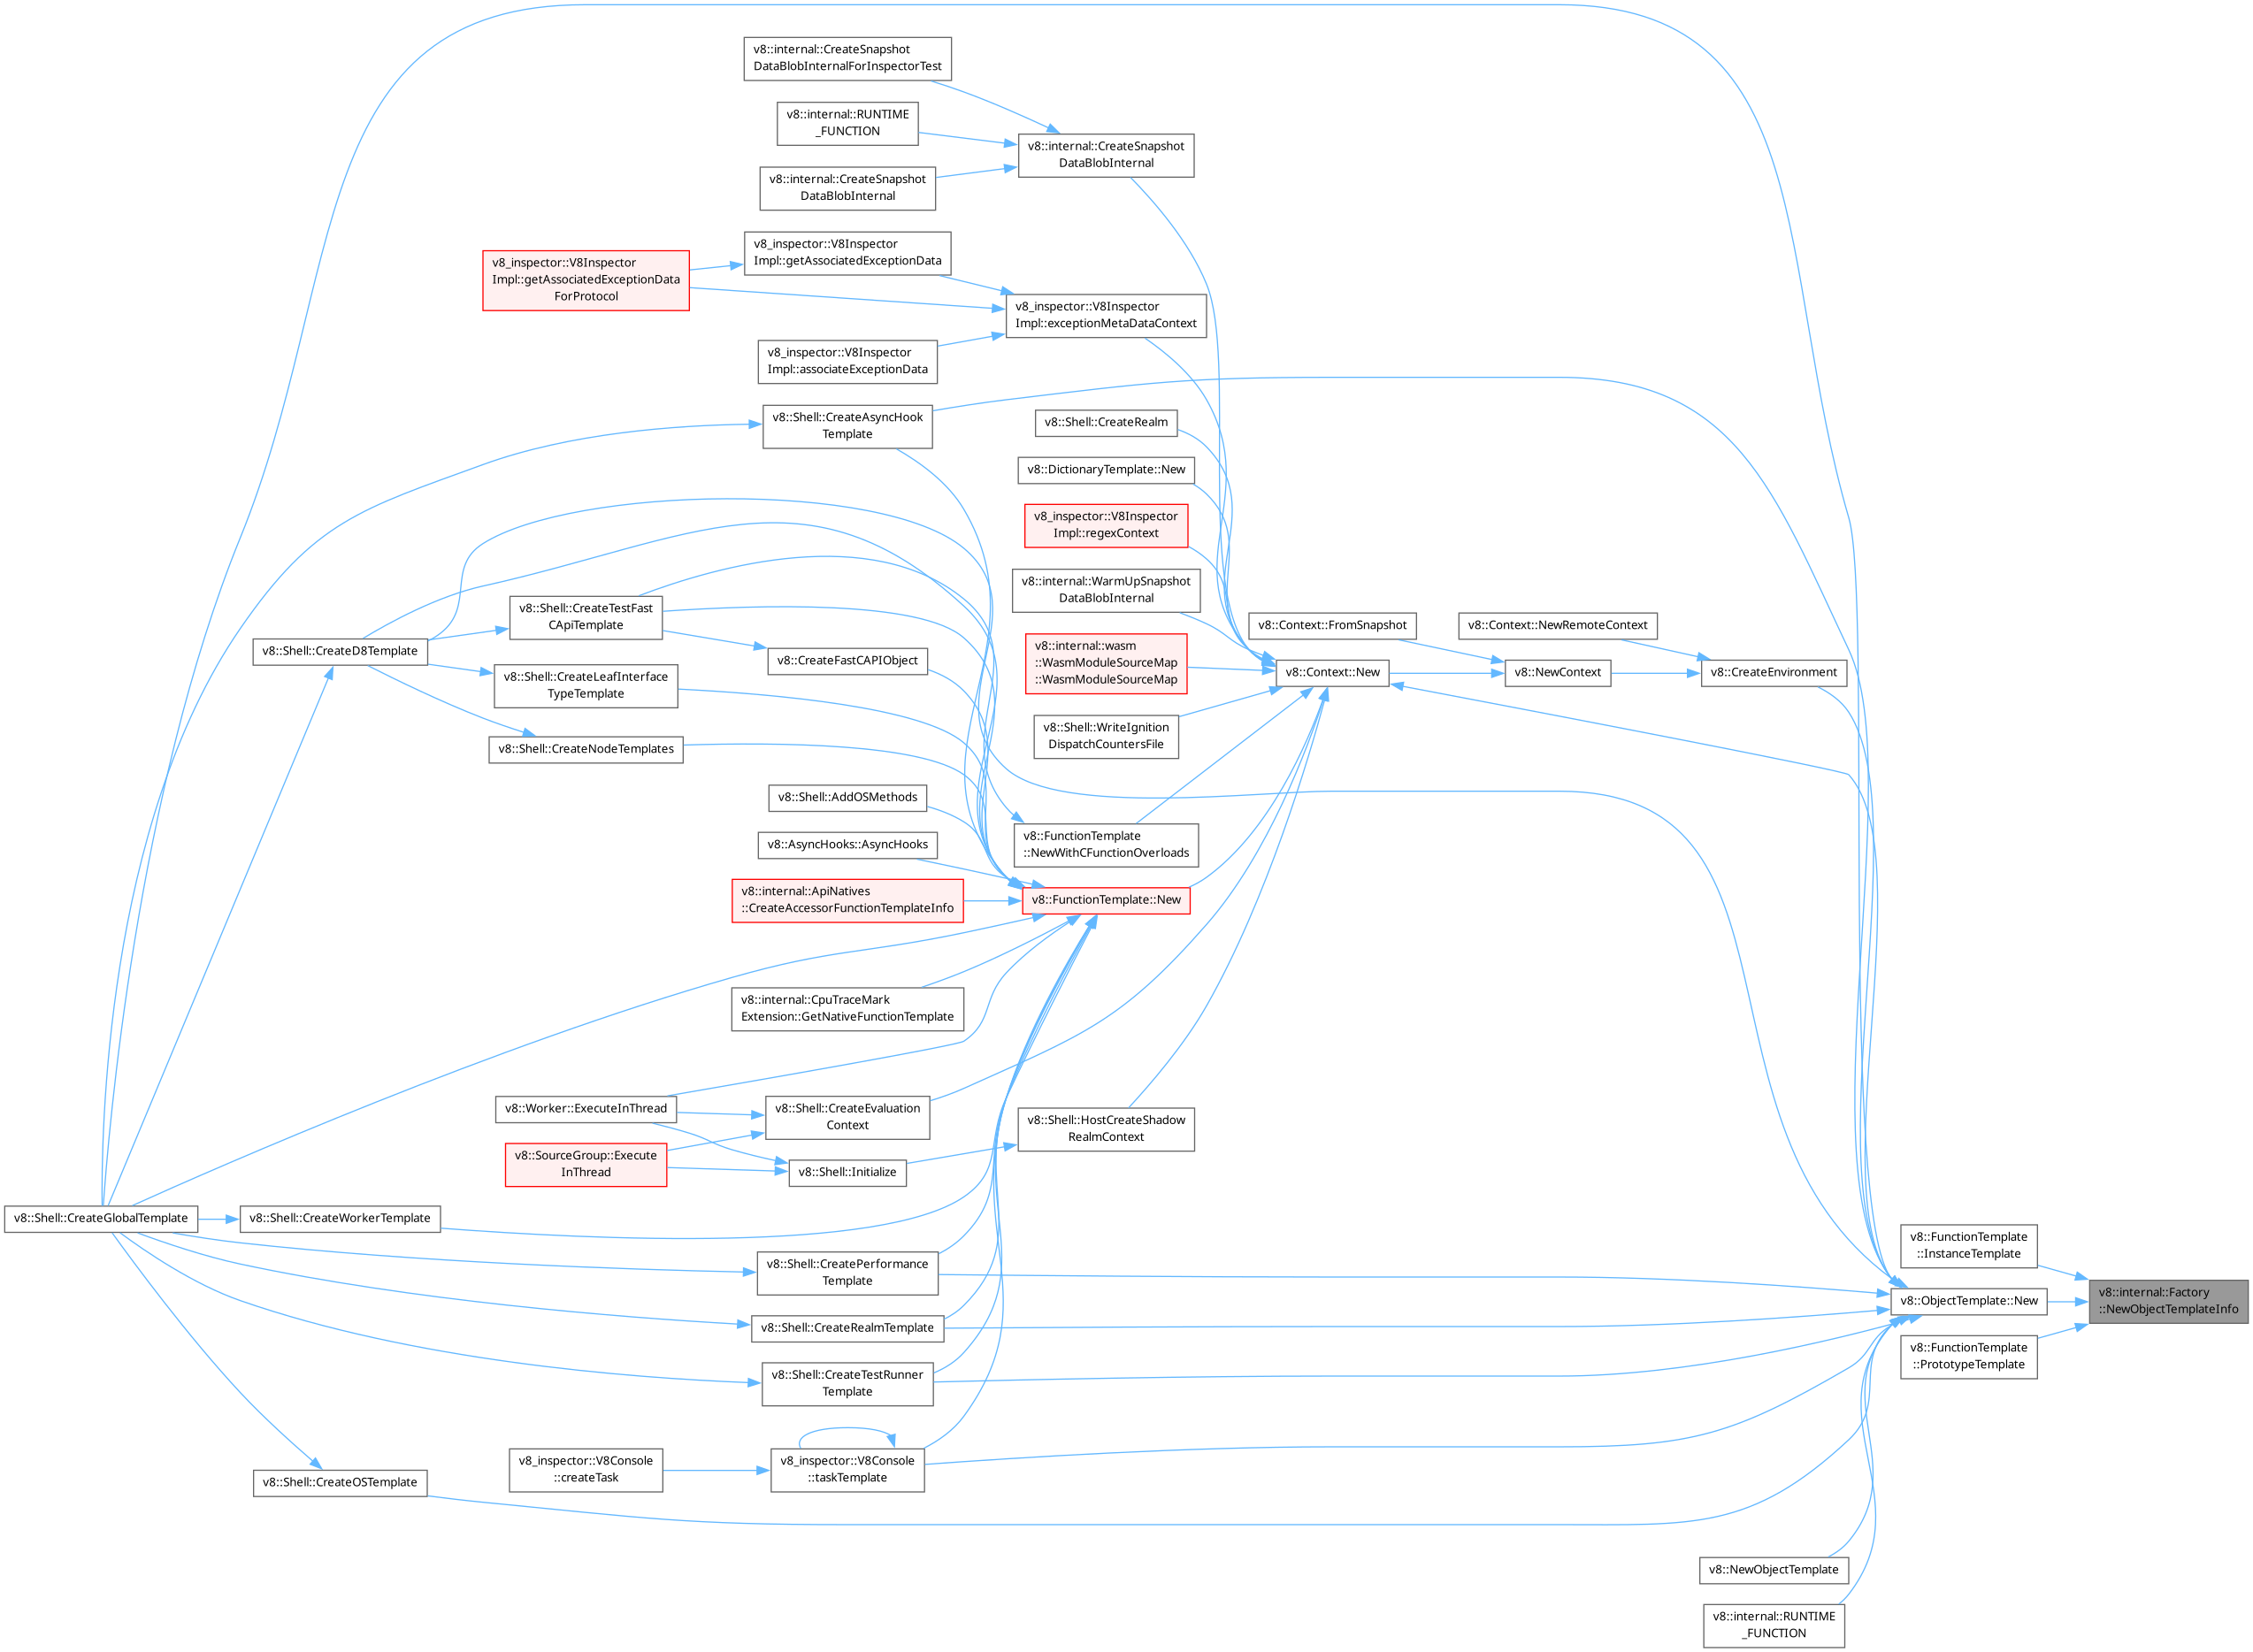 v8::internal::CreateSnapshot
DataBlobInternalForInspectorTest
v8::internal::RUNTIME
_FUNCTION
v8::internal::CreateSnapshot
DataBlobInternal
v8::internal::CreateSnapshot
DataBlobInternal
v8_inspector::V8Inspector
Impl::getAssociatedExceptionData
v8_inspector::V8Inspector
Impl::getAssociatedExceptionData
ForProtocol
v8_inspector::V8Inspector
Impl::exceptionMetaDataContext
v8_inspector::V8Inspector
Impl::associateExceptionData
v8::Shell::CreateAsyncHook
Template
v8::Shell::CreateRealm
v8::DictionaryTemplate::New
v8_inspector::V8Inspector
Impl::regexContext
v8::internal::WarmUpSnapshot
DataBlobInternal
v8::Shell::CreateTestFast
CApiTemplate
v8::Context::FromSnapshot
v8::Context::NewRemoteContext
v8::Shell::CreateD8Template
v8::CreateFastCAPIObject
v8::internal::wasm
::WasmModuleSourceMap
::WasmModuleSourceMap
v8::Context::New
v8::NewContext
v8::CreateEnvironment
v8::Shell::CreateLeafInterface
TypeTemplate
v8::Shell::WriteIgnition
DispatchCountersFile
v8::Shell::CreateNodeTemplates
v8::Shell::AddOSMethods
v8::AsyncHooks::AsyncHooks
v8::FunctionTemplate
::NewWithCFunctionOverloads
v8::internal::ApiNatives
::CreateAccessorFunctionTemplateInfo
v8::FunctionTemplate::New
v8::internal::CpuTraceMark
Extension::GetNativeFunctionTemplate
v8::Worker::ExecuteInThread
v8::Shell::CreateEvaluation
Context
v8::Shell::HostCreateShadow
RealmContext
v8::SourceGroup::Execute
InThread
v8::Shell::Initialize
v8::Shell::CreateGlobalTemplate
v8::Shell::CreateWorkerTemplate
v8::FunctionTemplate
::InstanceTemplate
v8::Shell::CreatePerformance
Template
v8::ObjectTemplate::New
v8::internal::Factory
::NewObjectTemplateInfo
v8::Shell::CreateRealmTemplate
v8::FunctionTemplate
::PrototypeTemplate
v8::Shell::CreateTestRunner
Template
v8::Shell::CreateOSTemplate
v8_inspector::V8Console
::createTask
v8_inspector::V8Console
::taskTemplate
v8::NewObjectTemplate
v8::internal::RUNTIME
_FUNCTION